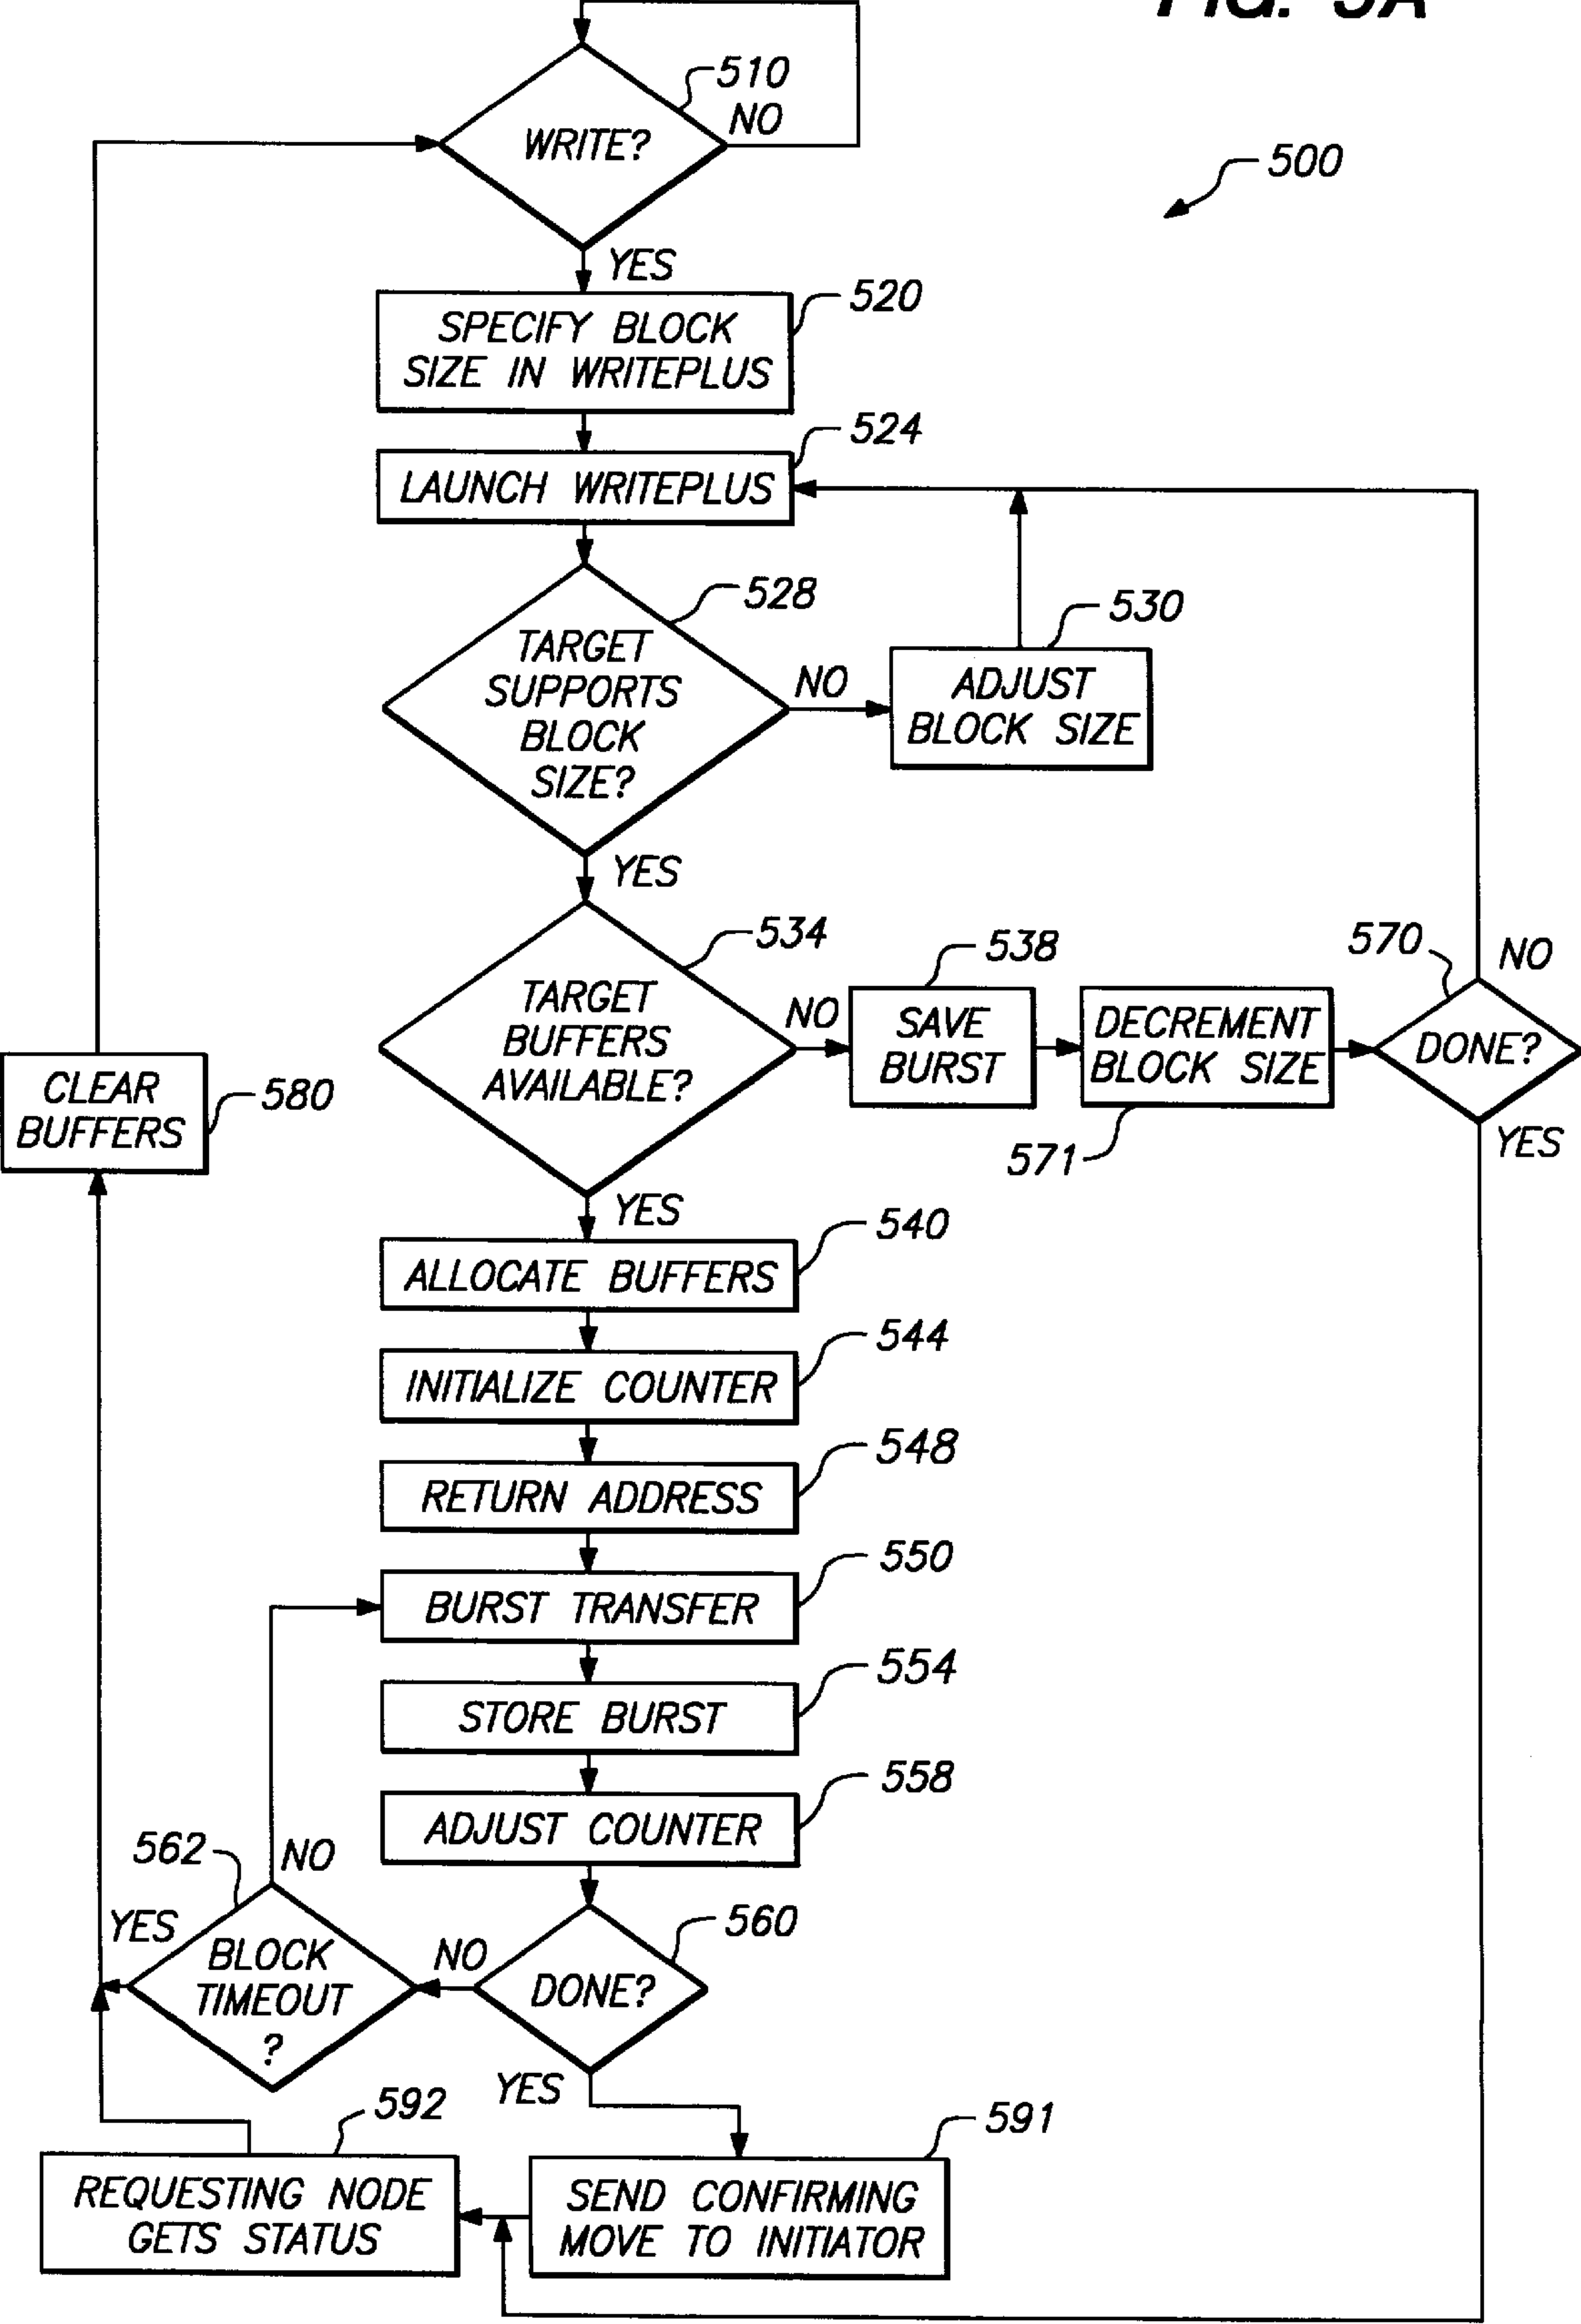 FIG. 5A
510
NO
WRITE?
500
YES
520
SPECIFY BLOCK
SIZE IN WRITEPLUS
524
LAUNCH WRITEPLUS
528
530
TARGET
SUPPORTS
BLOCK
SIZE?
NO
ADJUST
BLOCK SIZE
YES
534
538
570
NO
TARGET
BUFFERS
AVAILABLE?
NO
SAVE
BURST
DECREMENT
BLOCK SIZE
DONE?
CLEAR
BUFFERS
580
571
YES
YES
540
ALLOCATE BUFFERS
544
INITIALIZE COUNTER
548
RETURN ADDRESS
550
BURST TRANSFER
554
STORE BURST
558
ADJUST COUNTER
562
NO
560
YES
BLOCK
TIMEOUT
?
NO
DONE?
YES
592
591
REQUESTING NODE
GETS STATUS
SEND CONFIRMING
MOVE TO INITIATOR